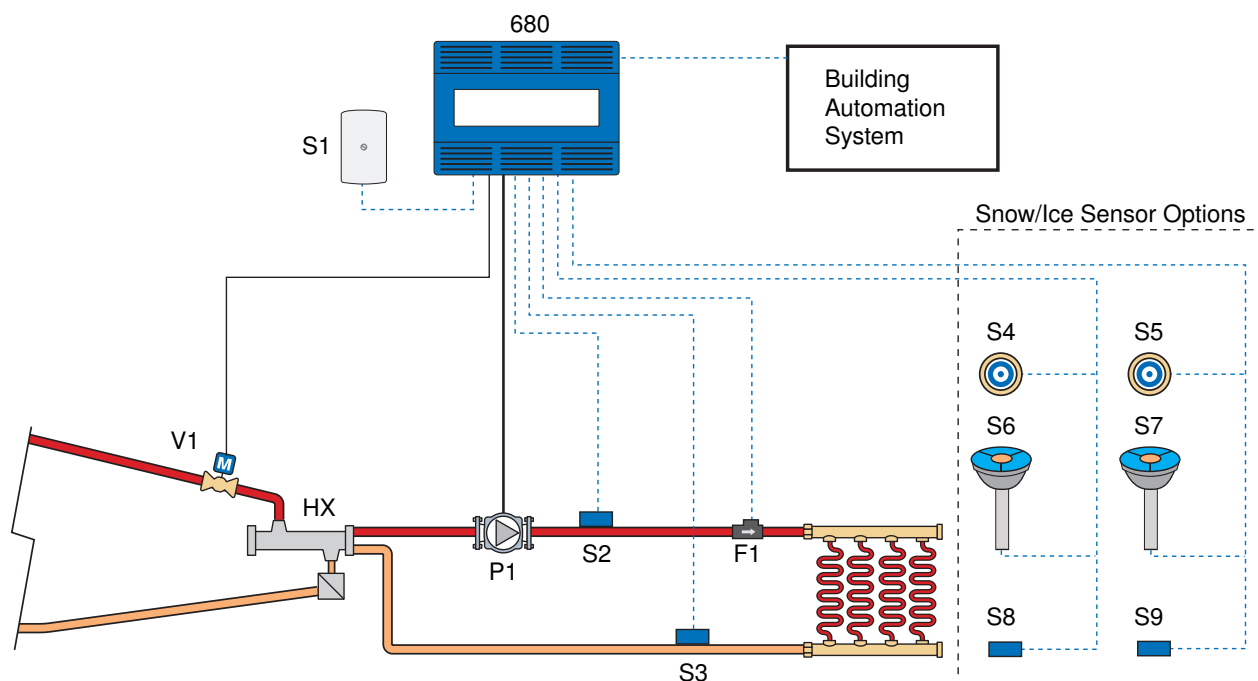 680
Building
Automation
System
S1
Snow/Ice Sensor Options
S4
S5
V1
M
S6
S7
HX
P1
S2
F1
S8
S9
S3